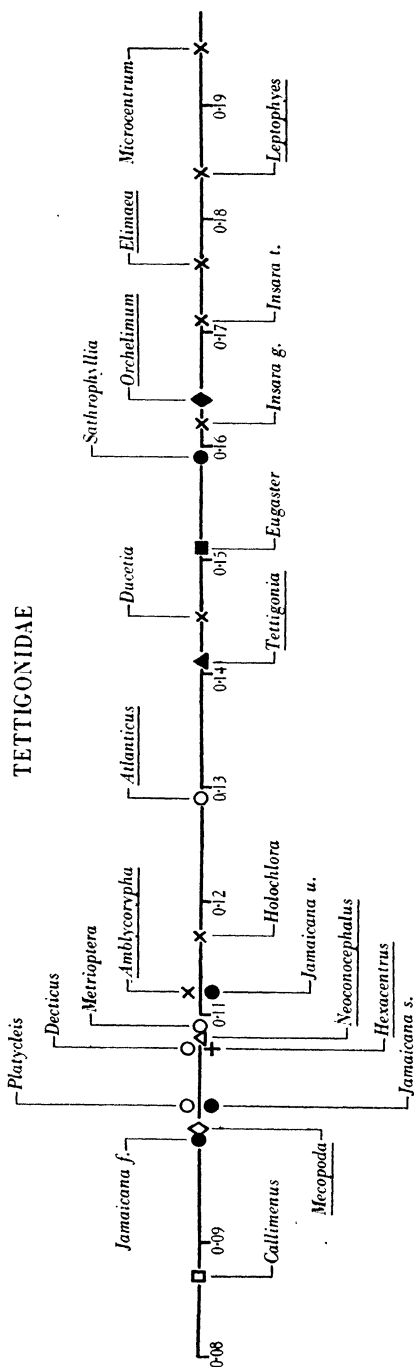 TETTIGONIDAE
Platycleis
Decticus
Metrioptera
Jamaicana f.
Amblycorypha
Atlanticus
Ducetia
Sathrophyllia
Orchelimum
Elimaea
Microcentrum
0·08
0·09
0·11
0·12
0·13
0·14
0·15
0·16
0·17
0·18
0·19
Callimenus
Mecopoda
Jamaicana s.
Hexacentrus
Neoconocephalus
Jamaicana u.
Holochlora
Tettigonia
Eugaster
Insara g.
Insara t.
Leptophyes